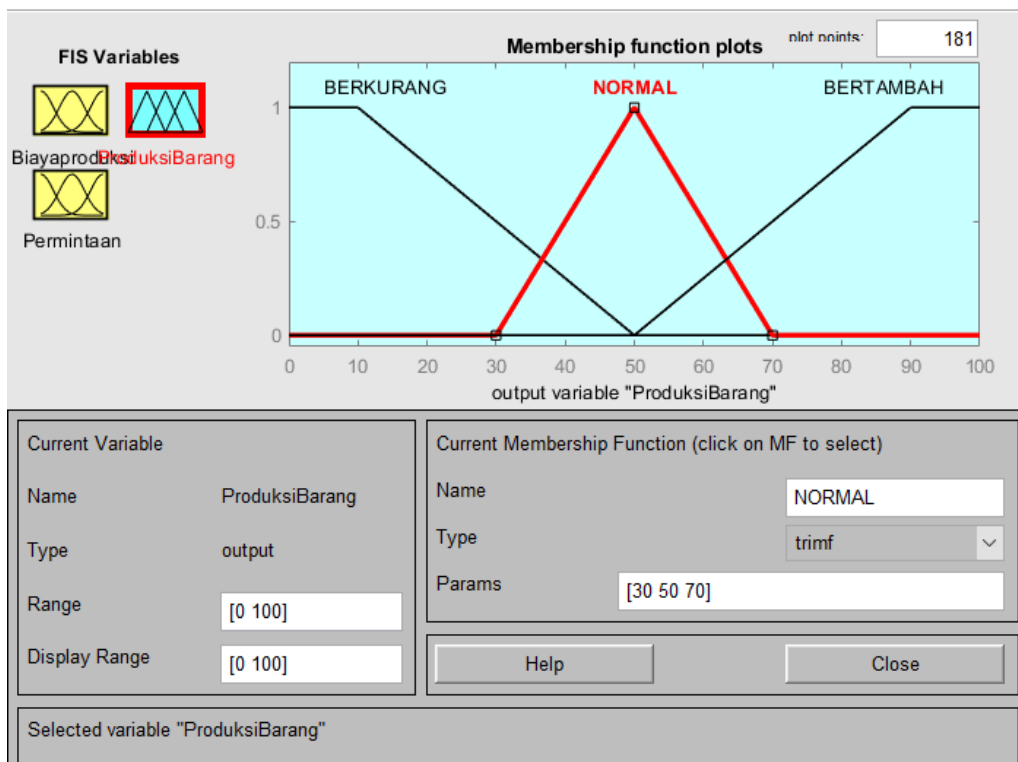 FIS Variables
Membership function plots
plot points:
181
BERKURANG
NORMAL
BERTAMBAH
Biayaproduksi
ProduksiBarang
Permintaan
1
0.5
0
0 10 20 30 40 50 60 70 80 90 100
output variable "ProduksiBarang"
Current Variable
Name ProduksiBarang
Type output
Range [0 100]
Display Range [0 100]
Current Membership Function (click on MF to select)
Name NORMAL
Type trimf
Params [30 50 70]
Help Close
Selected variable "ProduksiBarang"